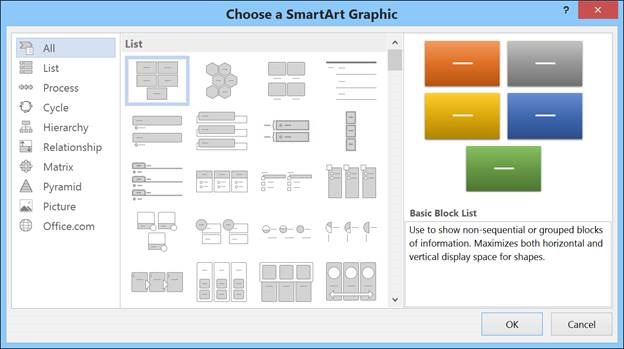 Choose a SmartArt Graphic
?
All
List
Process
Cycle
Hierarchy
Relationship
Matrix
Pyramid
Picture
Office.com
List
Basic Block List
Use to show non-sequential or grouped blocks
of information. Maximizes both horizontal and
vertical display space for shapes.
OK
Cancel